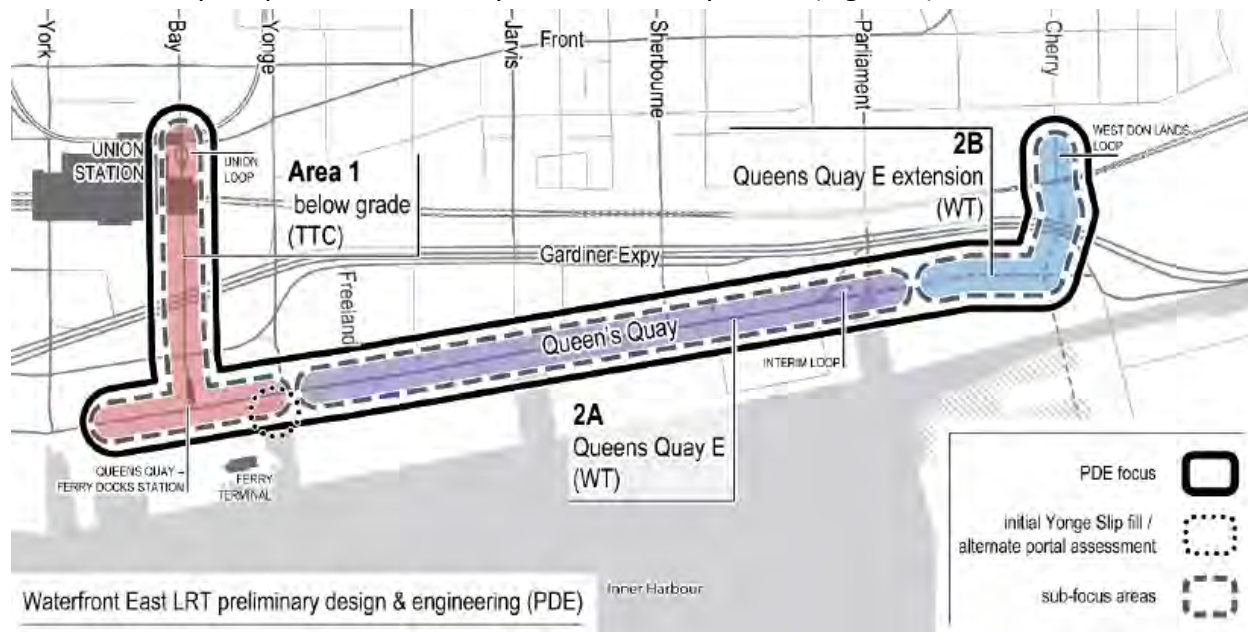 York
Bay
Yonge
Jarvis
Front
Sherbourne
Parliament
Cherry
UNION
STATION
UNION
LOOP
Area 1
below grade
(TTC)
2B
Queens Quay E extension
(WT)
WEST DON LANDS
LOOP
Gardiner Expy
Freeland
Queen's Quay
INTERIM LOOP
2A
Queens Quay E
(WT)
QUEENS QUAY –
FERRY DOCKS STATION
FERRY
TERMINAL
PDE focus
initial Yonge Slip fill /
alternate portal assessment
sub-focus areas
Inner Harbour
Waterfront East LRT preliminary design & engineering (PDE)